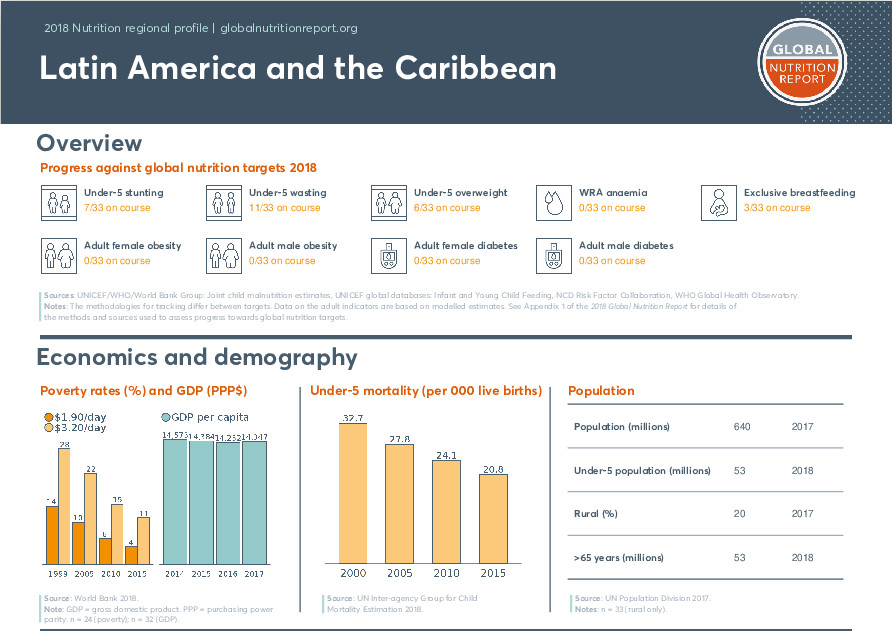 2018 Nutrition regional profile | globalnutritionreport.org
Latin America and the Caribbean
GLOBAL
NUTRITION
REPORT
Overview
Progress against global nutrition targets 2018
Under-5 stunting
7/33 on course
Under-5 wasting
11/33 on course
Under-5 overweight
6/33 on course
WRA anaemia
0/33 on course
Exclusive breastfeeding
3/33 on course
Adult female obesity
0/33 on course
Adult male obesity
0/33 on course
Adult female diabetes
0/33 on course
Adult male diabetes
0/33 on course
Sources: UNICEF/WHO/World Bank Group: Joint child malnutrition estimates, UNICEF global databases: Infant and Young Child Feeding, NCD Risk Factor Collaboration, WHO Global Health Observatory.
Notes: The methodologies for tracking differ between targets. Data on the adult indicators are based on modelled estimates. See Appendix 1 of the 2018 Global Nutrition Report for details of
the methods and sources used to assess progress towards global nutrition targets.
Economics and demography
Poverty rates (%) and GDP (PPP$)
$1.90/day
$3.20/day
28
14
22
10
15
6
11
4
1999 2005 2010 2015
GDP per capita
14,573 14,384 14,252 14,047
2014 2015 2016 2017
Source: World Bank 2018.
Note: GDP = gross domestic product. PPP = purchasing power
parity. n = 24 (poverty); n = 32 (GDP).
Under-5 mortality (per 000 live births)
32.7
27.8
24.1
20.8
2000 2005 2010 2015
Source: UN Inter-agency Group for Child
Mortality Estimation 2018.
Population
Population (millions) 640 2017
Under-5 population (millions) 53 2018
Rural (%) 20 2017
>65 years (millions) 53 2018
Source: UN Population Division 2017.
Notes: n = 33 (rural only).